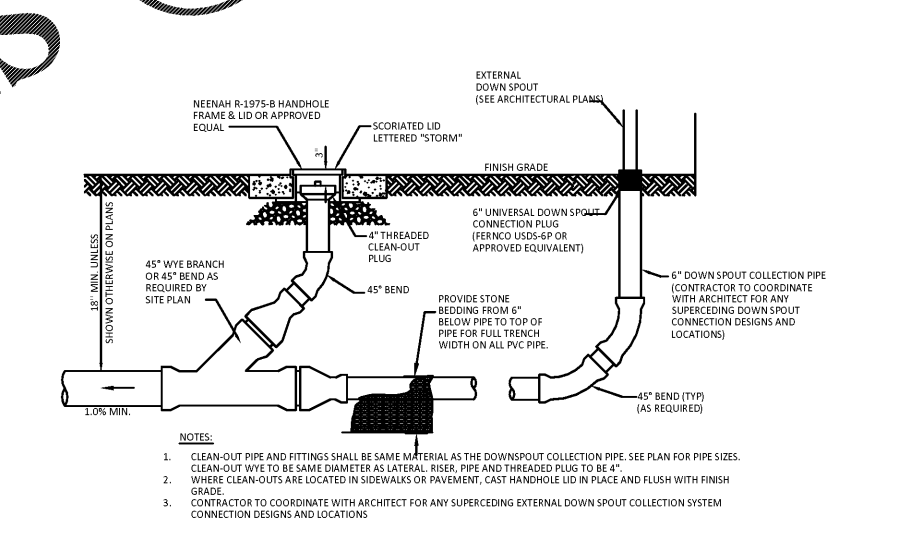 EXTERNAL
DOWN SPOUT
(SEE ARCHITECTURAL PLANS)
NEENAH R-1975-B HANDHOLE
FRAME & LID OR APPROVED
EQUAL
SCORIATED LID
LETTERED "STORM"
3"
FINISH GRADE
6" UNIVERSAL DOWN SPOUT
CONNECTION PLUG
(FERNCO USDS-6P OR
APPROVED EQUIVALENT)
4" THREADED
CLEAN-OUT
PLUG
18" MIN. UNLESS
SHOWN OTHERWISE ON PLANS
45° WYE BRANCH
OR 45° BEND AS
REQUIRED BY
SITE PLAN
45° BEND
6" DOWN SPOUT COLLECTION PIPE
(CONTRACTOR TO COORDINATE
WITH ARCHITECT FOR ANY
SUPERCEDING DOWN SPOUT
CONNECTION DESIGNS AND
LOCATIONS)
PROVIDE STONE
BEDDING FROM 6"
BELOW PIPE TO TOP OF
PIPE FOR FULL TRENCH
WIDTH ON ALL PVC PIPE.
45° BEND (TYP)
(AS REQUIRED)
1.0% MIN.
NOTES:
1. CLEAN-OUT PIPE AND FITTINGS SHALL BE SAME MATERIAL AS THE DOWNSPOUT COLLECTION PIPE. SEE PLAN FOR PIPE SIZES.
CLEAN-OUT WYE TO BE SAME DIAMETER AS LATERAL. RISER, PIPE AND THREADED PLUG TO BE 4".
2. WHERE CLEAN-OUTS ARE LOCATED IN SIDEWALKS OR PAVEMENT, CAST HANDHOLE LID IN PLACE AND FLUSH WITH FINISH
GRADE.
3. CONTRACTOR TO COORDINATE WITH ARCHITECT FOR ANY SUPERCEDING EXTERNAL DOWN SPOUT COLLECTION SYSTEM
CONNECTION DESIGNS AND LOCATIONS